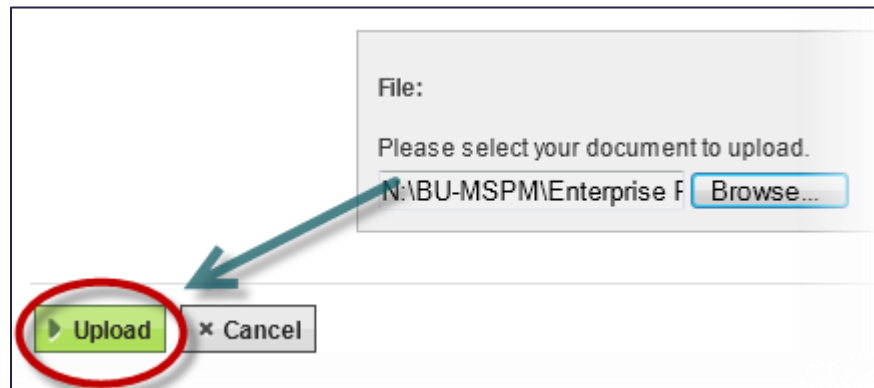 File:
Please select your document to upload.
N:\BU-MSPM\Enterprise F Browse...
Upload × Cancel